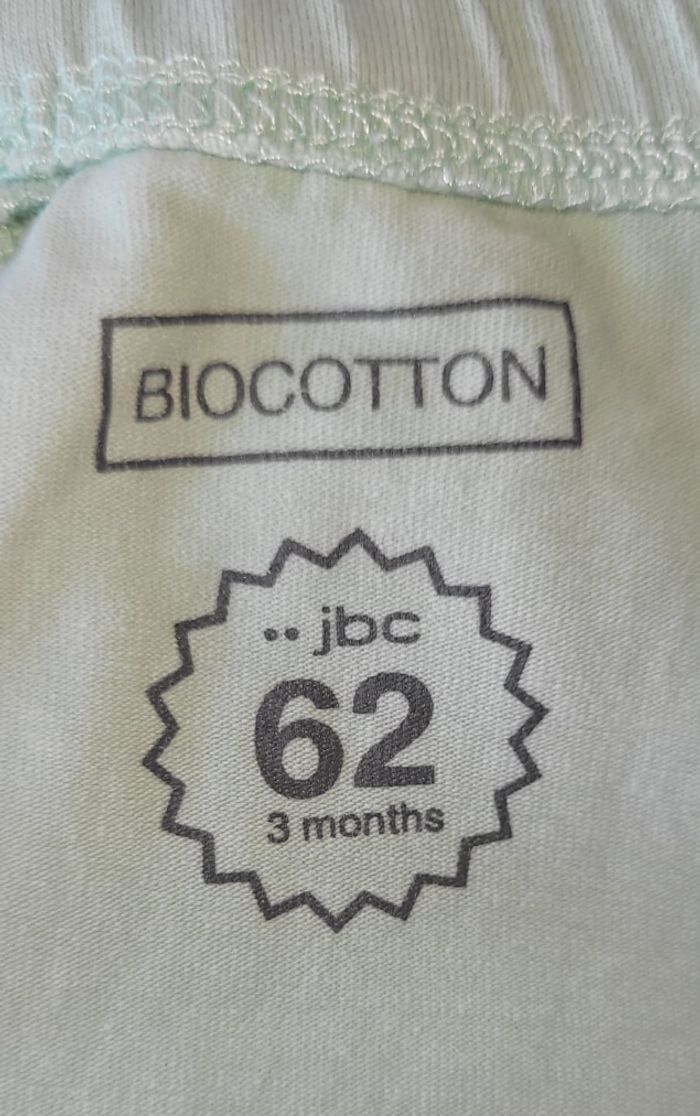 BIOCOTTON
•• jbc
62
3 months